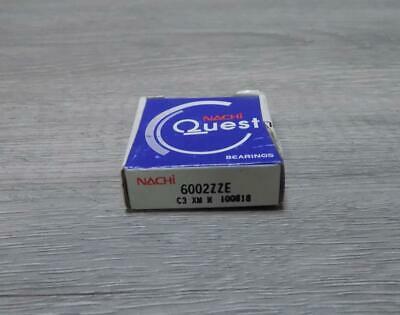 NACHi
Quest
BEARINGS
NACHi 6002ZZE
C3 XM M 100818